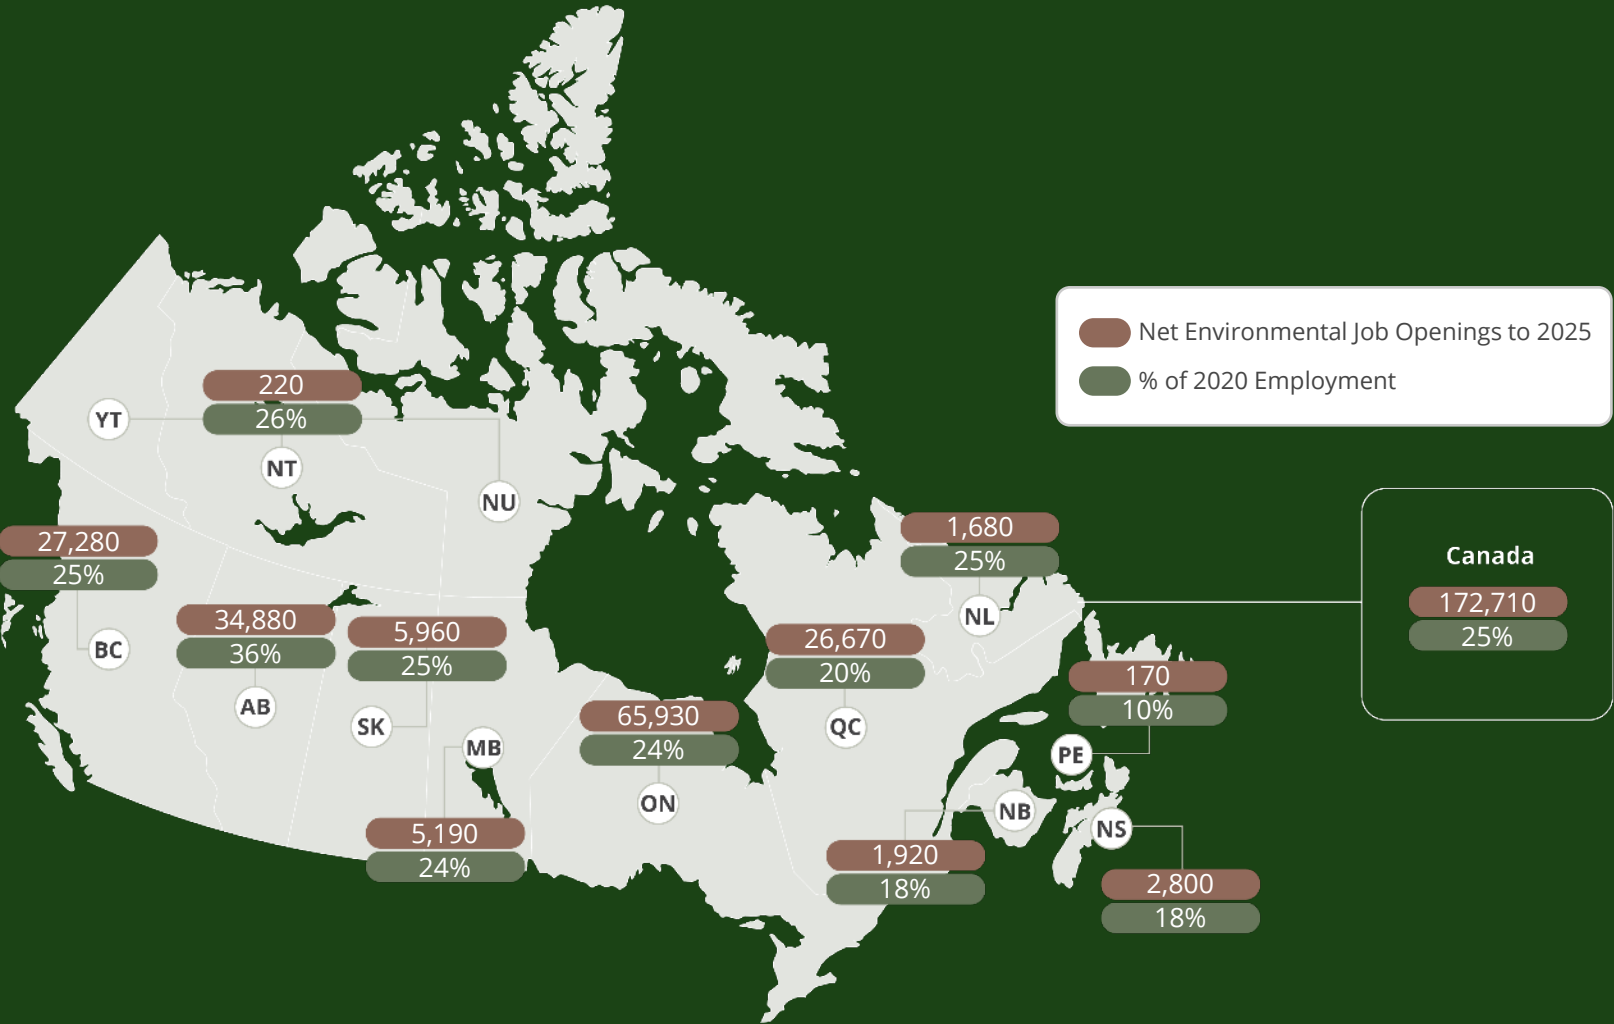 Net Environmental Job Openings to 2025
% of 2020 Employment
220
26%
YT
NT
NU
27,280
25%
BC
34,880
36%
AB
5,960
25%
SK
MB
5,190
24%
65,930
24%
ON
26,670
20%
QC
1,680
25%
NL
Canada
172,710
25%
170
10%
PE
NB
1,920
18%
NS
2,800
18%